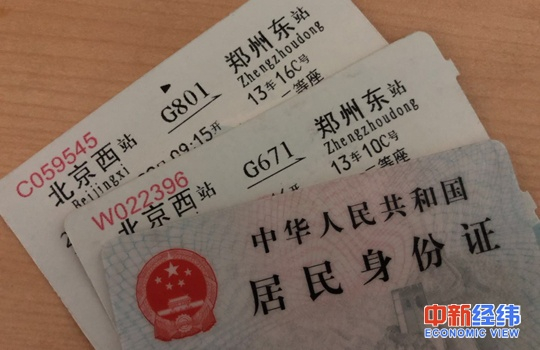 C059545
北京西站
Beijingxi
G801
郑州东站
Zhengzhoudong
09:15开
13车16C号
二等座
W022396
北京西站
G671
郑州东站
Zhengzhoudong
13车10C号
二等座
中华人民共和国
居民身份证
中新经纬
ECONOMIC VIEW